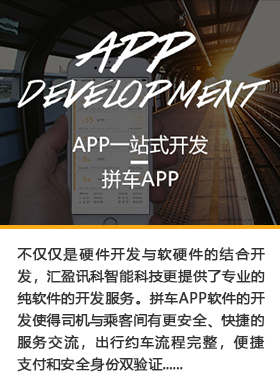 APP
DEVELOPMENT
APP一站式开发
拼车APP
不仅仅是硬件开发与软硬件的结合开
发，汇盈讯科智能科技更提供了专业的
纯软件的开发服务。拼车APP软件的开
发使得司机与乘客间有更安全、快捷的
服务交流，出行约车流程完整，便捷
支付和安全身份双验证......